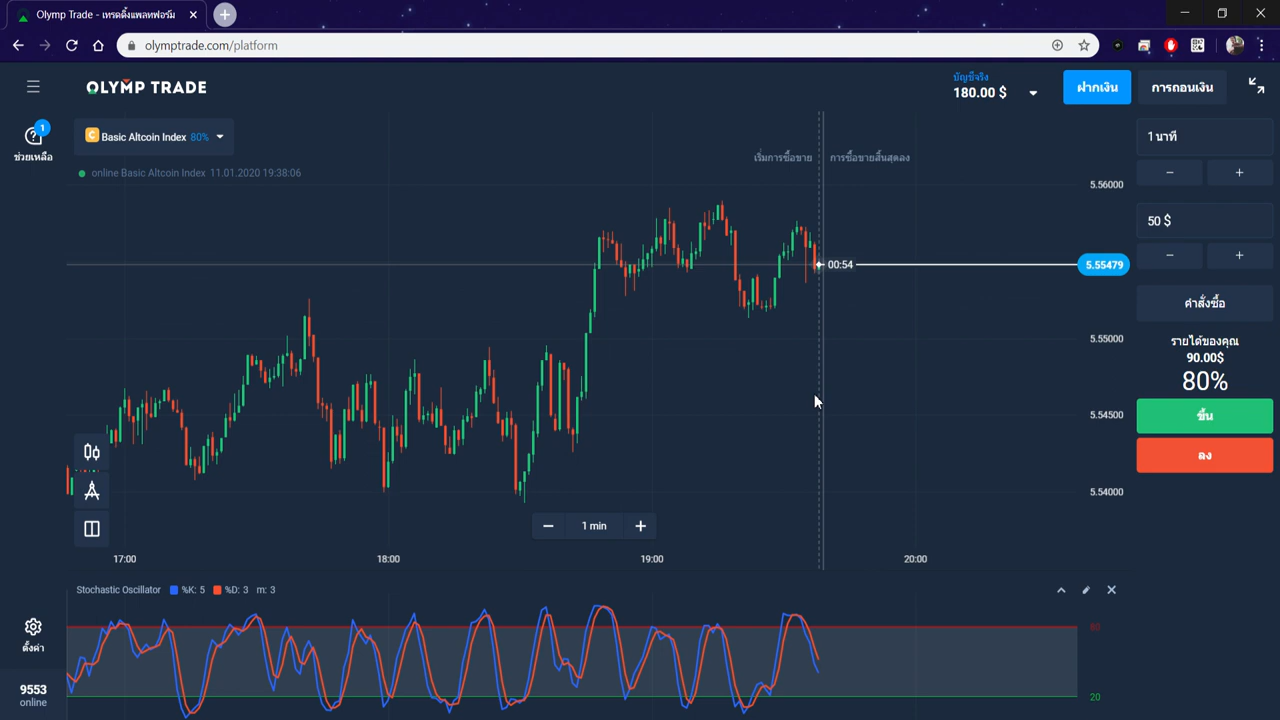 Olymp Trade - เทรดดิ้งแพลทฟอร์ม
olymptrade.com/platform
OLYMP TRADE
บัญชีจริง
180.00 $
ฝากเงิน
การถอนเงิน
1
ช่วยเหลือ
Basic Altcoin Index 80%
online Basic Altcoin Index 11.01.2020 19:38:06
เริ่มการซื้อขาย
การซื้อขายสิ้นสุดลง
1 นาที
− +
50 $
− +
คำสั่งซื้อ
รายได้ของคุณ
90.00$
80%
ขึ้น
ลง
5.56000
00:54
5.55479
5.55000
5.54500
5.54000
− 1 min +
17:00 18:00 19:00 20:00
Stochastic Oscillator %K: 5 %D: 3 m: 3
80
20
ตั้งค่า
9553
online